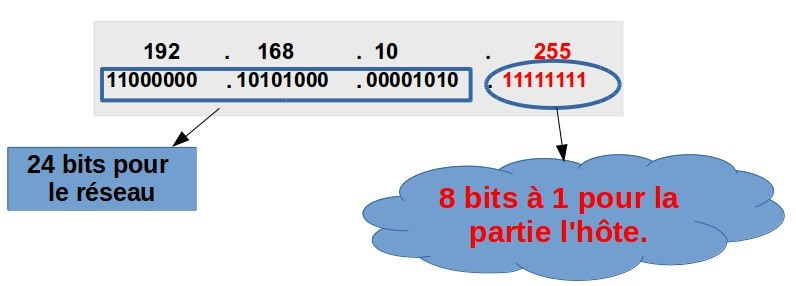 192 . 168 . 10 . 255
11000000 .10101000 .00001010 . 11111111
24 bits pour
le réseau
8 bits à 1 pour la
partie l'hôte.